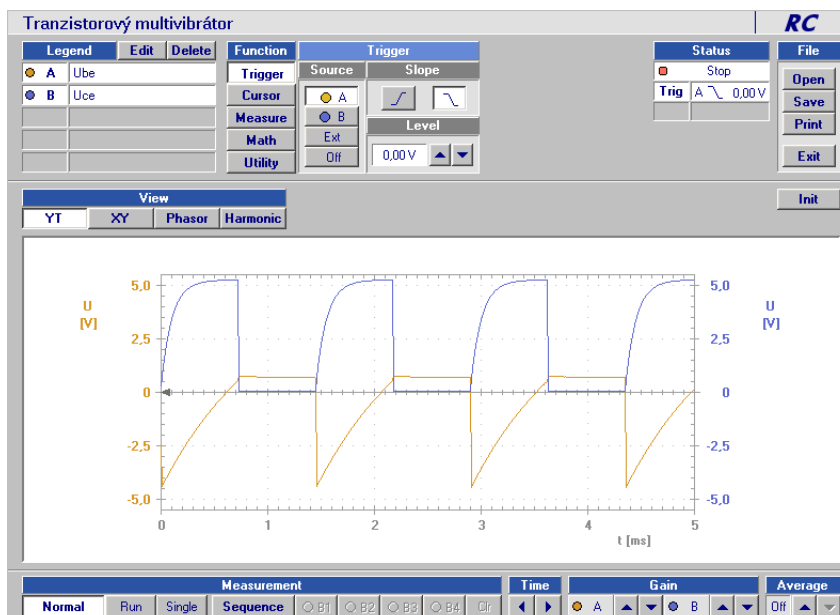 Tranzistorový multivibrátor RC
Legend Edit Delete Function Trigger Status File
A Ube Trigger Source Slope Stop Open
B Uce Cursor A Trig A 0,00 V Save
Measure B Level Print
Math Ext
Utility Off 0,00 V Exit
View Init
YT XY Phasor Harmonic
5,0 5,0
U U
[V] [V]
2,5 2,5
0 0
-2,5 -2,5
-5,0 -5,0
0 1 2 3 4 5
t [ms]
Measurement Time Gain Average
Normal Run Single Sequence B1 B2 B3 B4 Clr A B Off